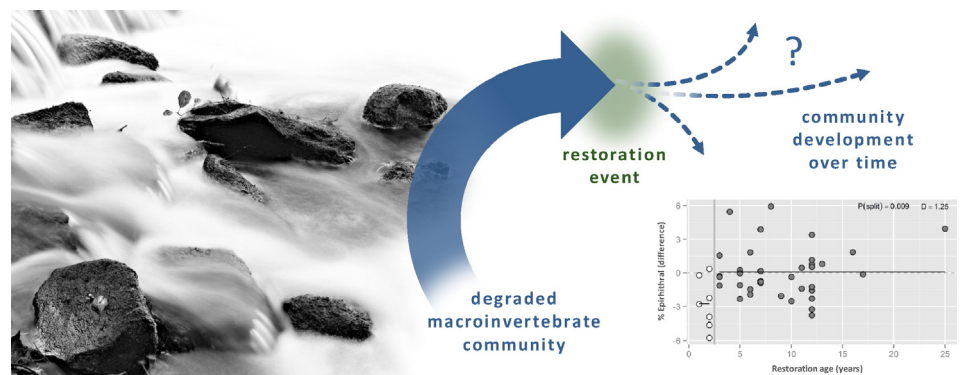 ?
community
development
over time
restoration
event
degraded
macroinvertebrate
community
P(split) = 0.009 D = 1.25
% Epirhithral (difference)
6
3
0
-3
-6
0 5 10 15 20 25
Restoration age (years)